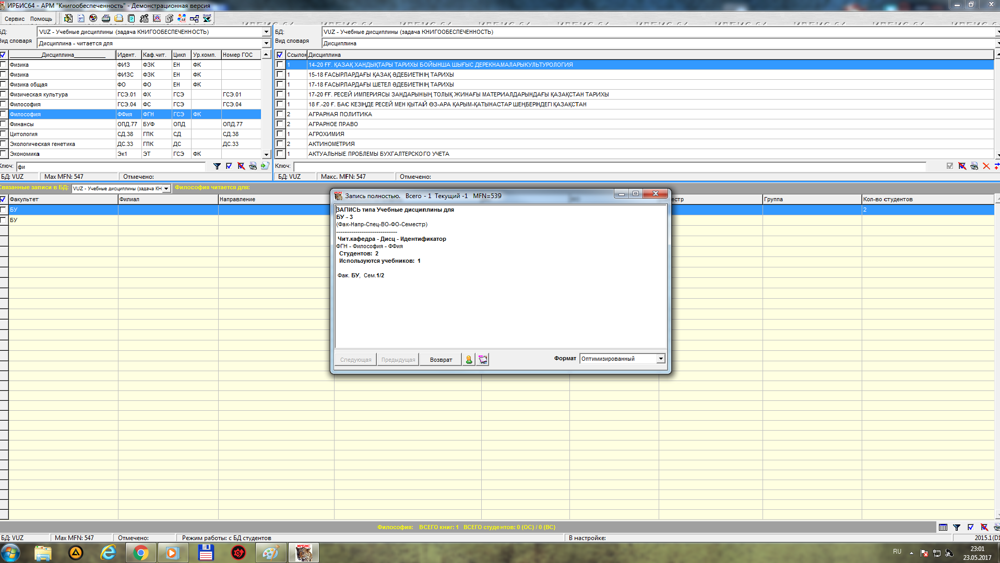 ИРБИС64 - АРМ "Книгообеспеченность" - Демонстрационная версия
Сервис Помощь
БД: VUZ - Учебные дисциплины (задача КНИГООБЕСПЕЧЕННОСТЬ)
Вид словаря Дисциплина - читается для
Дисциплина Идент. Каф.чит. Цикл Ур.комп. Номер ГОС
Физика ФИЗ ФЗК ЕН ФК
Физика ФИЗС ФЗК ЕН ФК
Физика общая ФО ФО ЕН ФК
Физическая культура ГСЭ.01 ФХ ГСЭ ГСЭ.01
Философия ГСЭ.04 ФС ГСЭ ГСЭ.04
Философия ФФия ФГН ГСЭ ФК
Финансы ОПД.77 БУФ ОПД ОПД.77
Цитология СД.38 ГПК СД СД.38
Экологическая генетика ДС.33 ГПК ДС ДС.33
Экономика Эк1 ЭТ ГСЭ ФК
Ключ: фи
БД: VUZ Max MFN: 547 Отмечено:
БД: VUZ - Учебные дисциплины (задача КНИГООБЕСПЕЧЕННОСТЬ)
Вид словаря Дисциплина
Ссылок Дисциплина
1 14-20 ҒҒ. ҚАЗАҚ ХАНДЫҚТАРЫ ТАРИХЫ БОЙЫНША ШЫҒЫС ДЕРЕКНАМАЛАРЫКУЛЬТУРОЛОГИЯ
1 15-18 ҒАСЫРЛАРДАҒЫ ҚАЗАҚ ӘДЕБИЕТІНІҢ ТАРИХЫ
1 17-18 ҒАСЫРЛАРДАҒЫ ШЕТЕЛ ӘДЕБИЕТІНІҢ ТАРИХЫ
1 17-20 ҒҒ. РЕСЕЙ ИМПЕРИЯСЫ ЗАНДАРЫНЫҢ ТОЛЫҚ ЖИНАҒЫ МАТЕРИАЛДАРЫНДАҒЫ ҚАЗАҚСТАН ТАРИХЫ
1 18 Ғ.-20 Ғ. БАС КЕЗІҢДЕ РЕСЕЙ МЕН ҚЫТАЙ ӨЗ-АРА ҚАРЫМ-ҚАТЫНАСТАР ШЕҢБЕРІНДЕГІ ҚАЗАҚСТАН
2 АГРАРНАЯ ПОЛИТИКА
2 АГРАРНОЕ ПРАВО
1 АГРОХИМИЯ
2 АКТИНОМЕТРИЯ
1 АКТУАЛЬНЫЕ ПРОБЛЕМЫ БУХГАЛТЕРСКОГО УЧЕТА
Ключ:
БД: VUZ Макс. MFN: 547 Отмечено:
Связанные записи в БД: VUZ - Учебные дисциплины (задача КН Философия читается для:
Факультет Филиал Направление Группа Кол-во студентов
БУ 2
БУ
Запись полностью. Всего - 1 Текущий -1 MFN=539
ЗАПИСЬ типа Учебные дисциплины для
БУ - 3
(Фак-Напр-Спец-ВО-ФО-Семестр)
------------------------------
Чит.кафедра - Дисц - Идентификатор
ФГН - Философия - ФФия
Студентов: 2
Используются учебников: 1
Фак. БУ, Сем.1/2
Следующая Предыдущая Возврат Формат Оптимизированный
Философия: ВСЕГО книг: 1 ВСЕГО студентов: 0 (ОС) / 0 (ВС)
БД: VUZ Max MFN: 547 Отмечено: Режим работы: с БД студентов В настройке: 2015.1
RU 23:01
23.05.2017